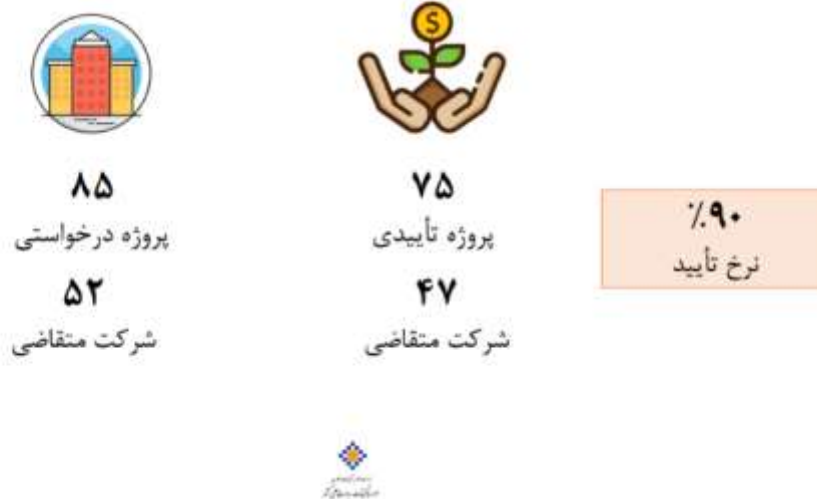 ۸۵
پروژه درخواستی
۵۲
شرکت متقاضی
۷۵
پروژه تأییدی
۴۷
شرکت متقاضی
٪۹۰
نرخ تأیید